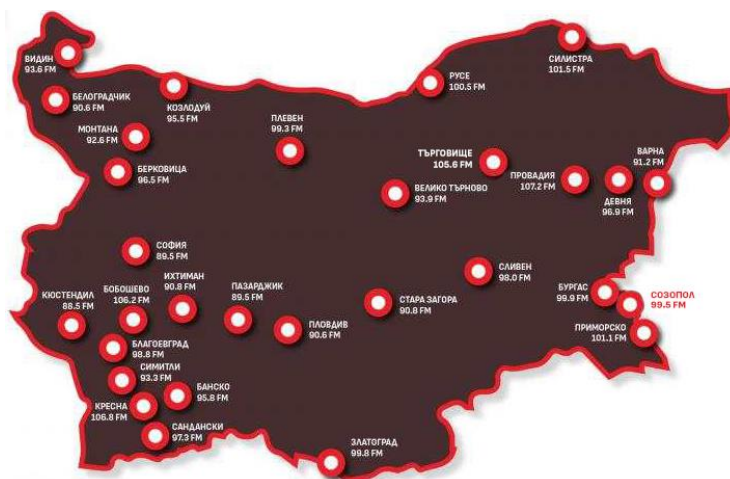 ВИДИН
93.6 FM
БЕЛОГРАДЧИК
90.6 FM
КОЗЛОДУЙ
95.5 FM
МОНТАНА
92.6 FM
БЕРКОВИЦА
96.5 FM
ПЛЕВЕН
99.3 FM
РУСЕ
100.5 FM
СИЛИСТРА
101.5 FM
ТЪРГОВИЩЕ
105.6 FM
ВЕЛИКО ТЪРНОВО
93.9 FM
ПРОВАДИЯ
107.2 FM
ДЕВНЯ
96.9 FM
ВАРНА
91.2 FM
СОФИЯ
89.5 FM
КЮСТЕНДИЛ
88.5 FM
БОБОШЕВО
106.2 FM
ИХТИМАН
90.8 FM
ПАЗАРДЖИК
89.5 FM
ПЛОВДИВ
90.6 FM
СТАРА ЗАГОРА
90.8 FM
СЛИВЕН
98.0 FM
БУРГАС
99.9 FM
СОЗОПОЛ
99.5 FM
ПРИМОРСКО
101.1 FM
БЛАГОЕВГРАД
98.8 FM
СИМИТЛИ
93.3 FM
БАНСКО
95.8 FM
КРЕСНА
106.8 FM
САНДАНСКИ
97.3 FM
ЗЛАТОГРАД
99.8 FM